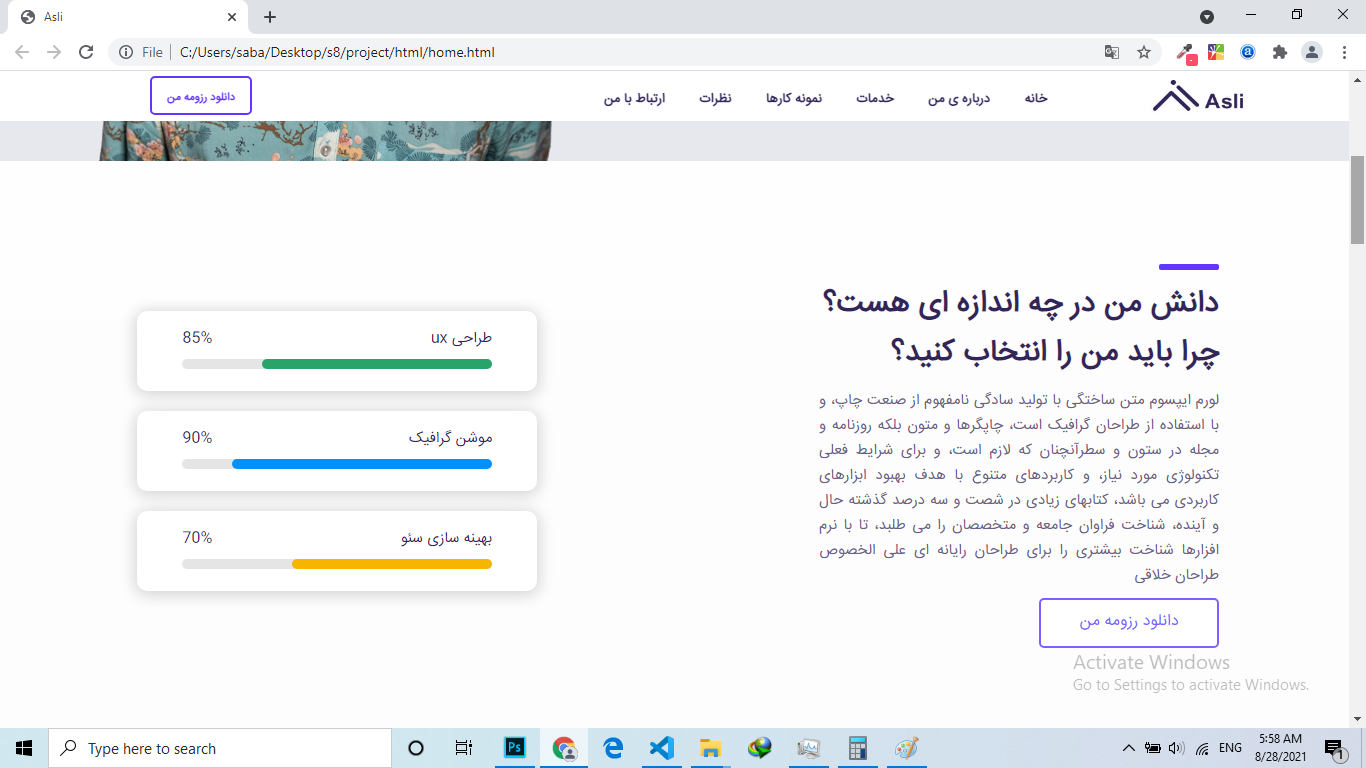 Asli
File
C:/Users/saba/Desktop/s8/project/html/home.html
Asli
خانه
درباره ی من
خدمات
نمونه کارها
نظرات
ارتباط با من
دانلود رزومه من
دانش من در چه اندازه ای هست؟
چرا باید من را انتخاب کنید؟
لورم ایپسوم متن ساختگی با تولید سادگی نامفهوم از صنعت چاپ، و
با استفاده از طراحان گرافیک است، چاپگرها و متون بلکه روزنامه و
مجله در ستون و سطرآنچنان که لازم است، و برای شرایط فعلی
تکنولوژی مورد نیاز، و کاربردهای متنوع با هدف بهبود ابزارهای
کاربردی می باشد، کتابهای زیادی در شصت و سه درصد گذشته حال
و آینده، شناخت فراوان جامعه و متخصصان را می طلبد، تا با نرم
افزارها شناخت بیشتری را برای طراحان رایانه ای علی الخصوص
طراحان خلاقی
دانلود رزومه من
طراحی ux
85%
موشن گرافیک
90%
بهینه سازی سئو
70%
Activate Windows
Go to Settings to activate Windows.
Type here to search
Ps
ENG
5:58 AM
8/28/2021
1